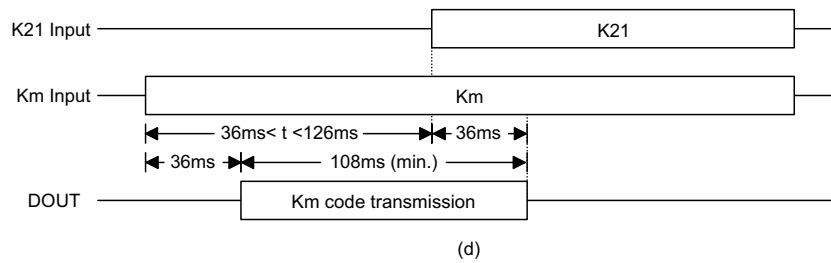 K21 Input
K21
Km Input
Km
36ms< t <126ms
36ms
36ms
108ms (min.)
DOUT
Km code transmission
(d)